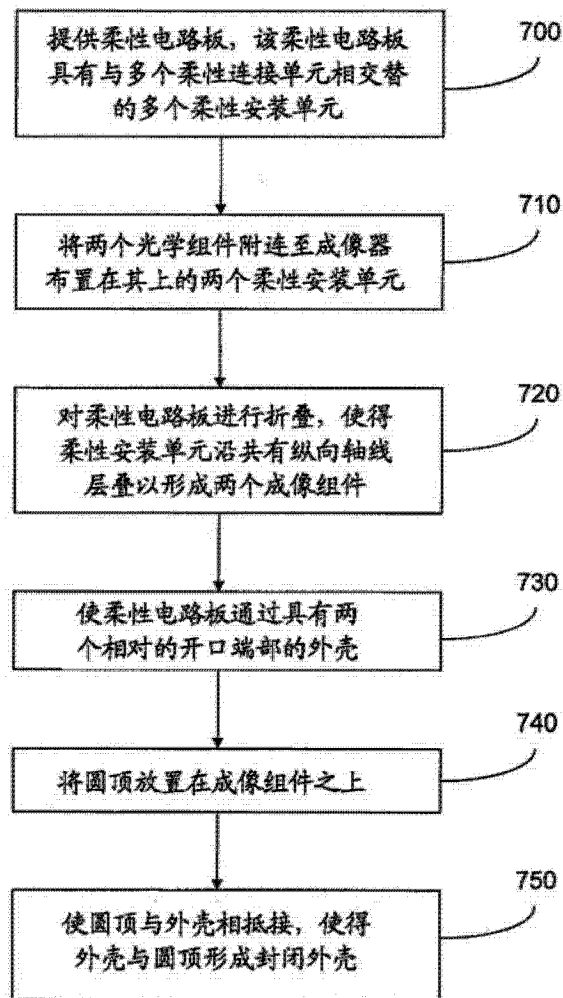 提供柔性电路板，该柔性电路板
具有与多个柔性连接单元相交替
的多个柔性安装单元
700
将两个光学组件附连至成像器
布置在其上的两个柔性安装单元
710
对柔性电路板进行折叠，使得
柔性安装单元沿共有纵向轴线
层叠以形成两个成像组件
720
使柔性电路板通过具有两
个相对的开口端部的外壳
730
将圆顶放置在成像组件之上
740
使圆顶与外壳相抵接，使得
外壳与圆顶形成封闭外壳
750